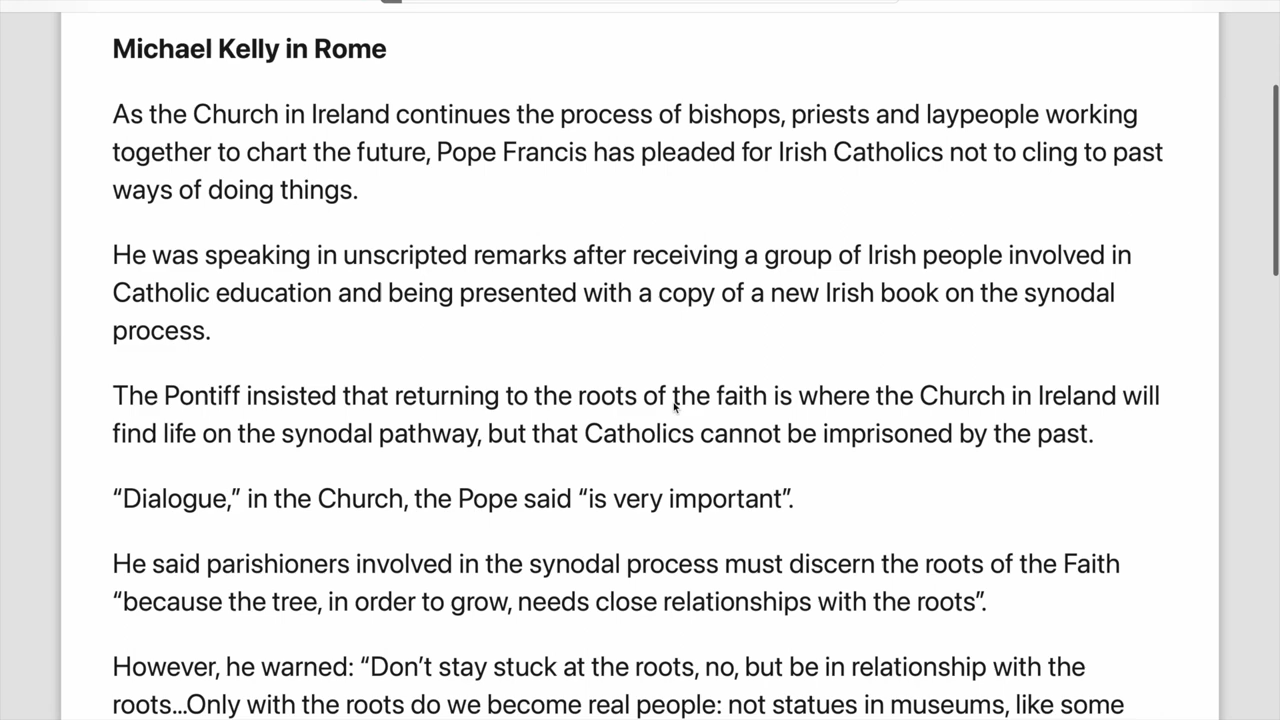 Michael Kelly in Rome
As the Church in Ireland continues the process of bishops, priests and laypeople working
together to chart the future, Pope Francis has pleaded for Irish Catholics not to cling to past
ways of doing things.
He was speaking in unscripted remarks after receiving a group of Irish people involved in
Catholic education and being presented with a copy of a new Irish book on the synodal
process.
The Pontiff insisted that returning to the roots of the faith is where the Church in Ireland will
find life on the synodal pathway, but that Catholics cannot be imprisoned by the past.
“Dialogue,” in the Church, the Pope said “is very important”.
He said parishioners involved in the synodal process must discern the roots of the Faith
“because the tree, in order to grow, needs close relationships with the roots”.
However, he warned: “Don’t stay stuck at the roots, no, but be in relationship with the
roots…Only with the roots do we become real people: not statues in museums, like some